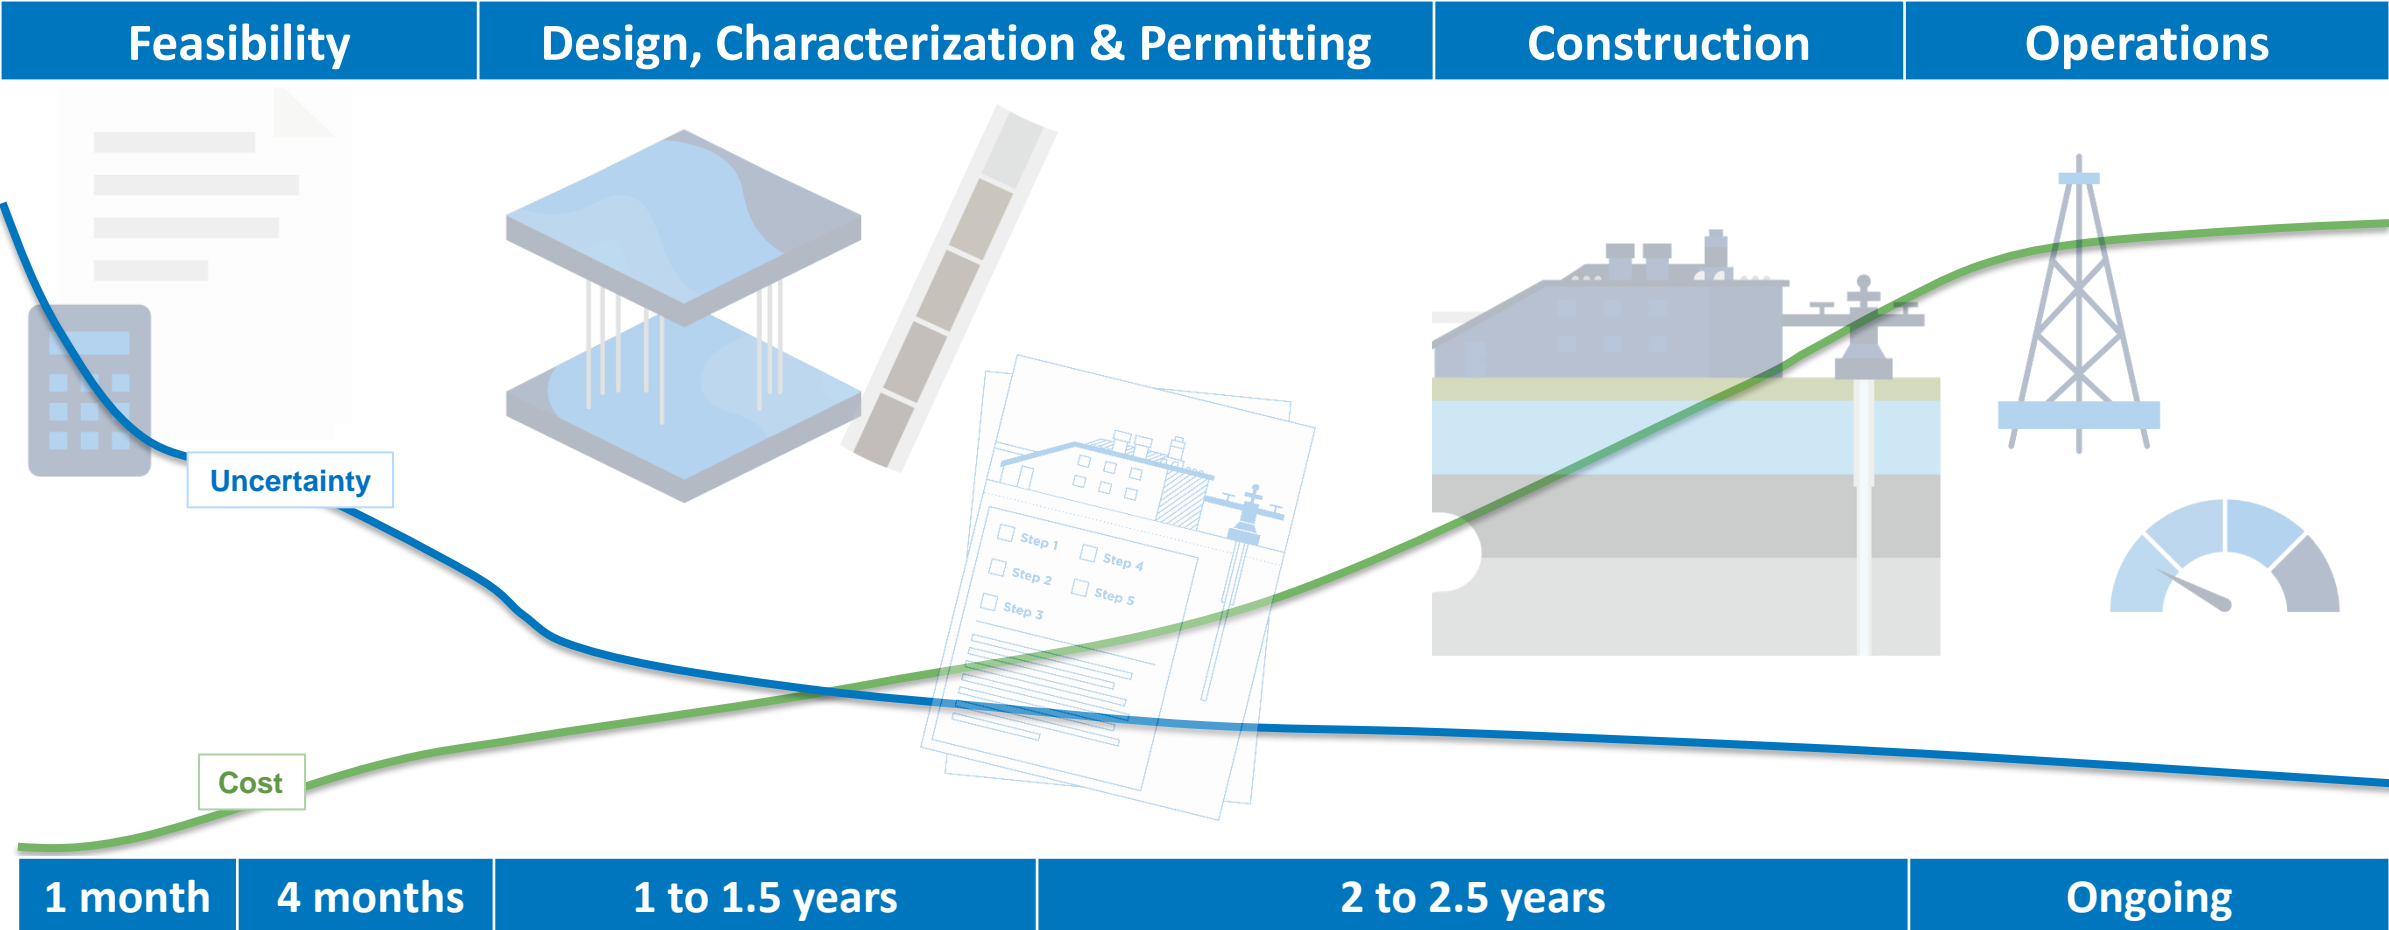 Feasibility
Design, Characterization & Permitting
Construction
Operations
Uncertainty
Step 1
Step 4
Step 2
Step 5
Step 3
Cost
1 month
4 months
1 to 1.5 years
2 to 2.5 years
Ongoing